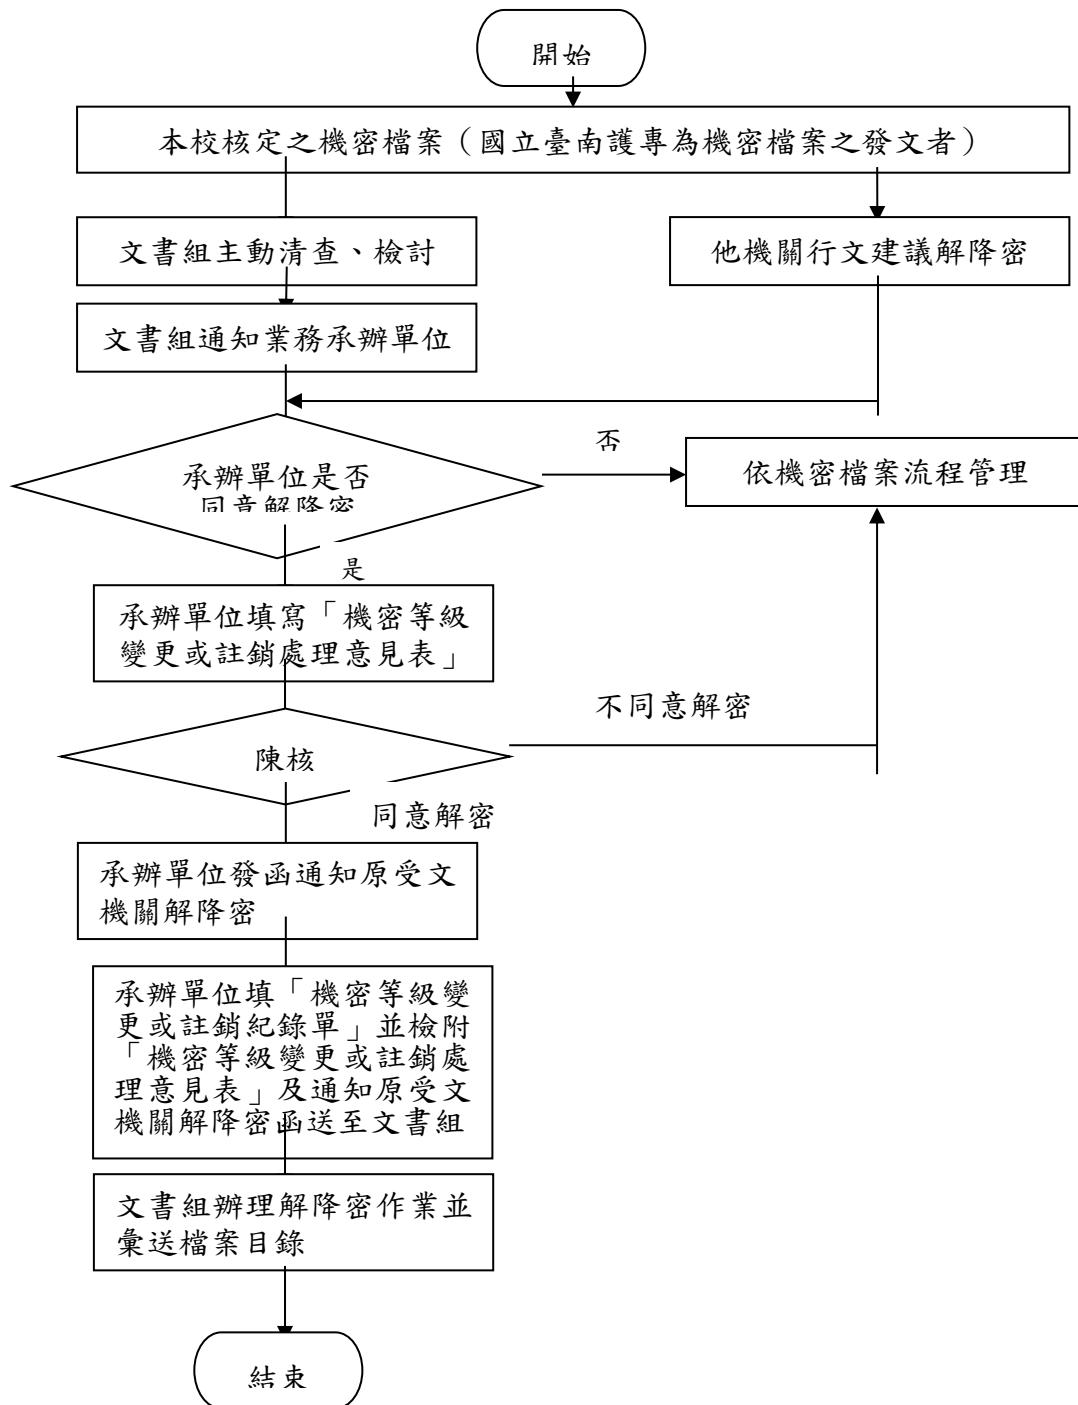 開始
本校核定之機密檔案（國立臺南護專為機密檔案之發文者）
文書組主動清查、檢討
他機關行文建議解降密
文書組通知業務承辦單位
承辦單位是否
同意解降密
否
依機密檔案流程管理
是
承辦單位填寫「機密等級
變更或註銷處理意見表」
不同意解密
陳核
同意解密
承辦單位發函通知原受文
機關解降密
承辦單位填「機密等級變
更或註銷紀錄單」並檢附
「機密等級變更或註銷處
理意見表」及通知原受文
機關解降密函送至文書組
文書組辦理解降密作業並
彙送檔案目錄
結束